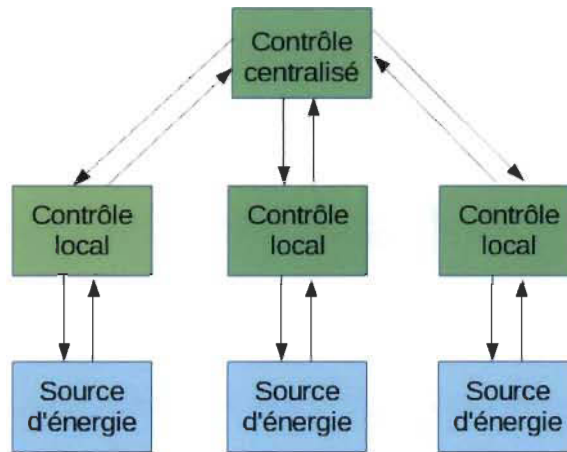 Contrôle
centralisé
Contrôle
local
Contrôle
local
Contrôle
local
Source
d'énergie
Source
d'énergie
Source
d'énergie